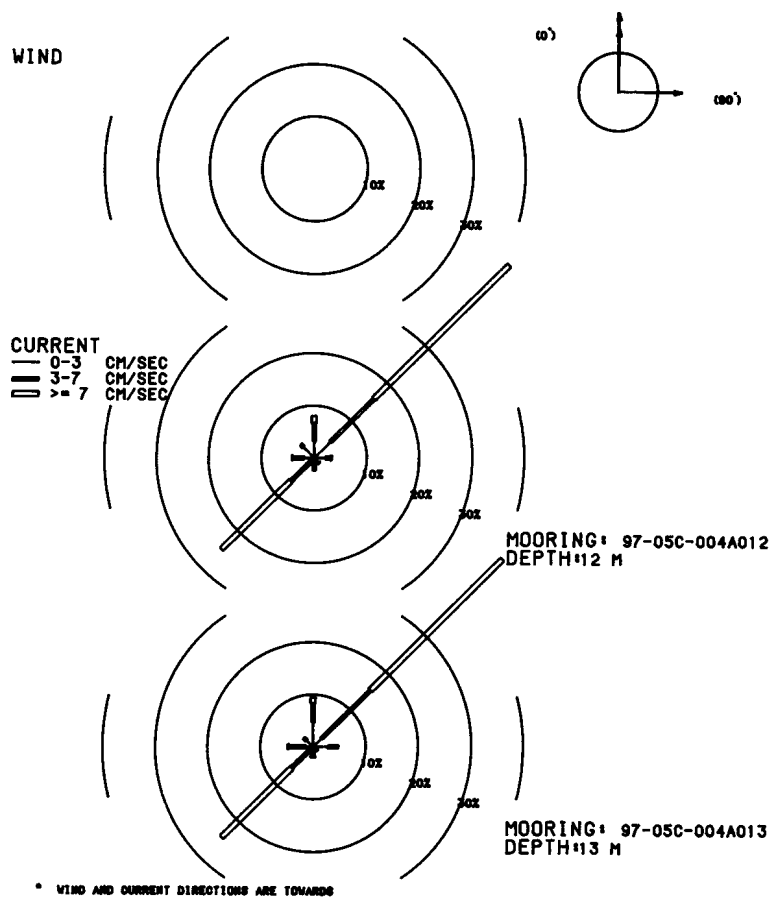 WIND
(0°)
(90°)
10%
20%
30%
CURRENT
0-3 CM/SEC
3-7 CM/SEC
>= 7 CM/SEC
10%
20%
30%
MOORING: 97-05C-004A012
DEPTH:12 M
10%
20%
30%
MOORING: 97-05C-004A013
DEPTH:13 M
* WIND AND CURRENT DIRECTIONS ARE TOWARDS